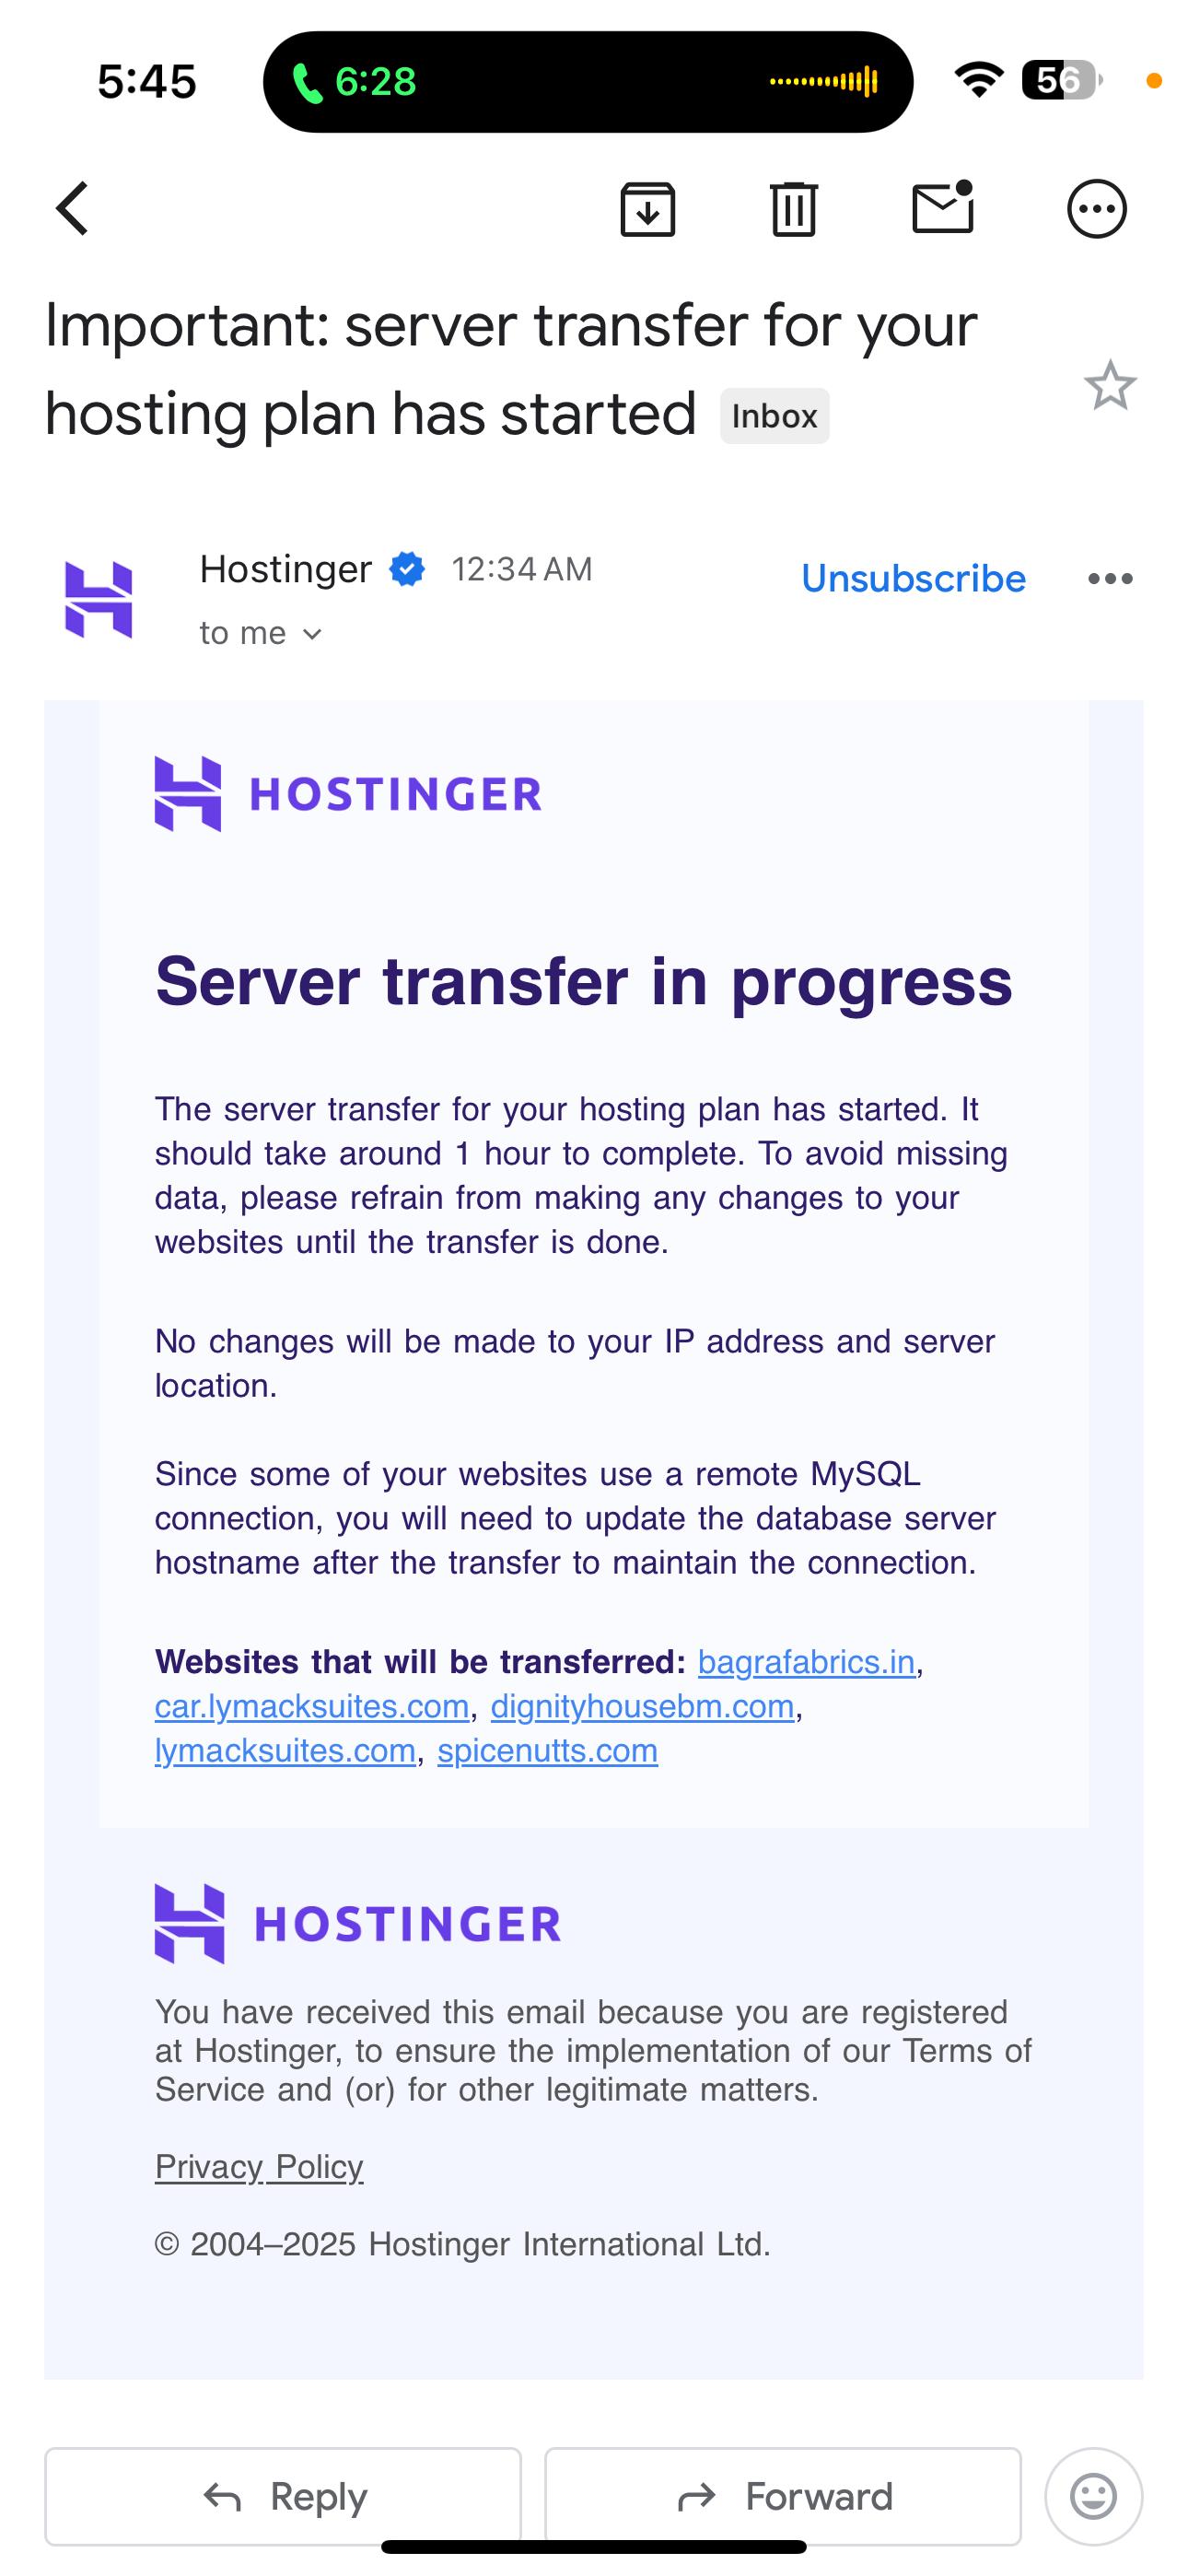 5:45
6:28
56
Important: server transfer for your
hosting plan has started Inbox
Hostinger 12:34 AM
Unsubscribe
to me
HOSTINGER
Server transfer in progress
The server transfer for your hosting plan has started. It
should take around 1 hour to complete. To avoid missing
data, please refrain from making any changes to your
websites until the transfer is done.
No changes will be made to your IP address and server
location.
Since some of your websites use a remote MySQL
connection, you will need to update the database server
hostname after the transfer to maintain the connection.
Websites that will be transferred: bagrafabrics.in,
car.lymacksuites.com, dignityhousebm.com,
lymacksuites.com, spicenutts.com
HOSTINGER
You have received this email because you are registered
at Hostinger, to ensure the implementation of our Terms of
Service and (or) for other legitimate matters.
Privacy Policy
© 2004–2025 Hostinger International Ltd.
Reply
Forward